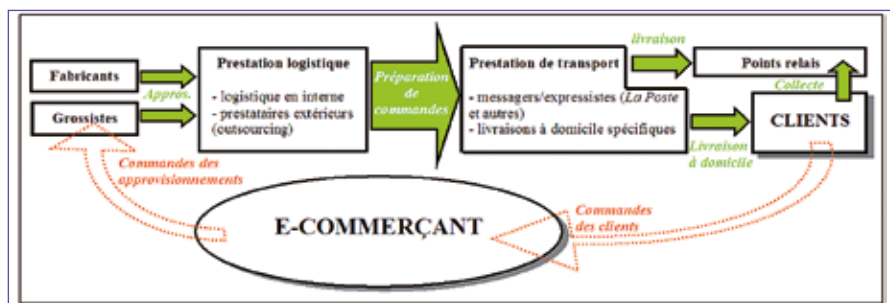 Fabricants
Grossistes
Appros.
Prestation logistique
- logistique en interne
- prestataires extérieurs
(outsourcing)
Préparation
de
commandes
Prestation de transport
- messagers/expressistes (La Poste
et autres)
- livraisons à domicile spécifiques
livraison
Points relais
Collecte
CLIENTS
Livraison
à domicile
Commandes des
approvisionnements
E-COMMERÇANT
Commandes
des clients